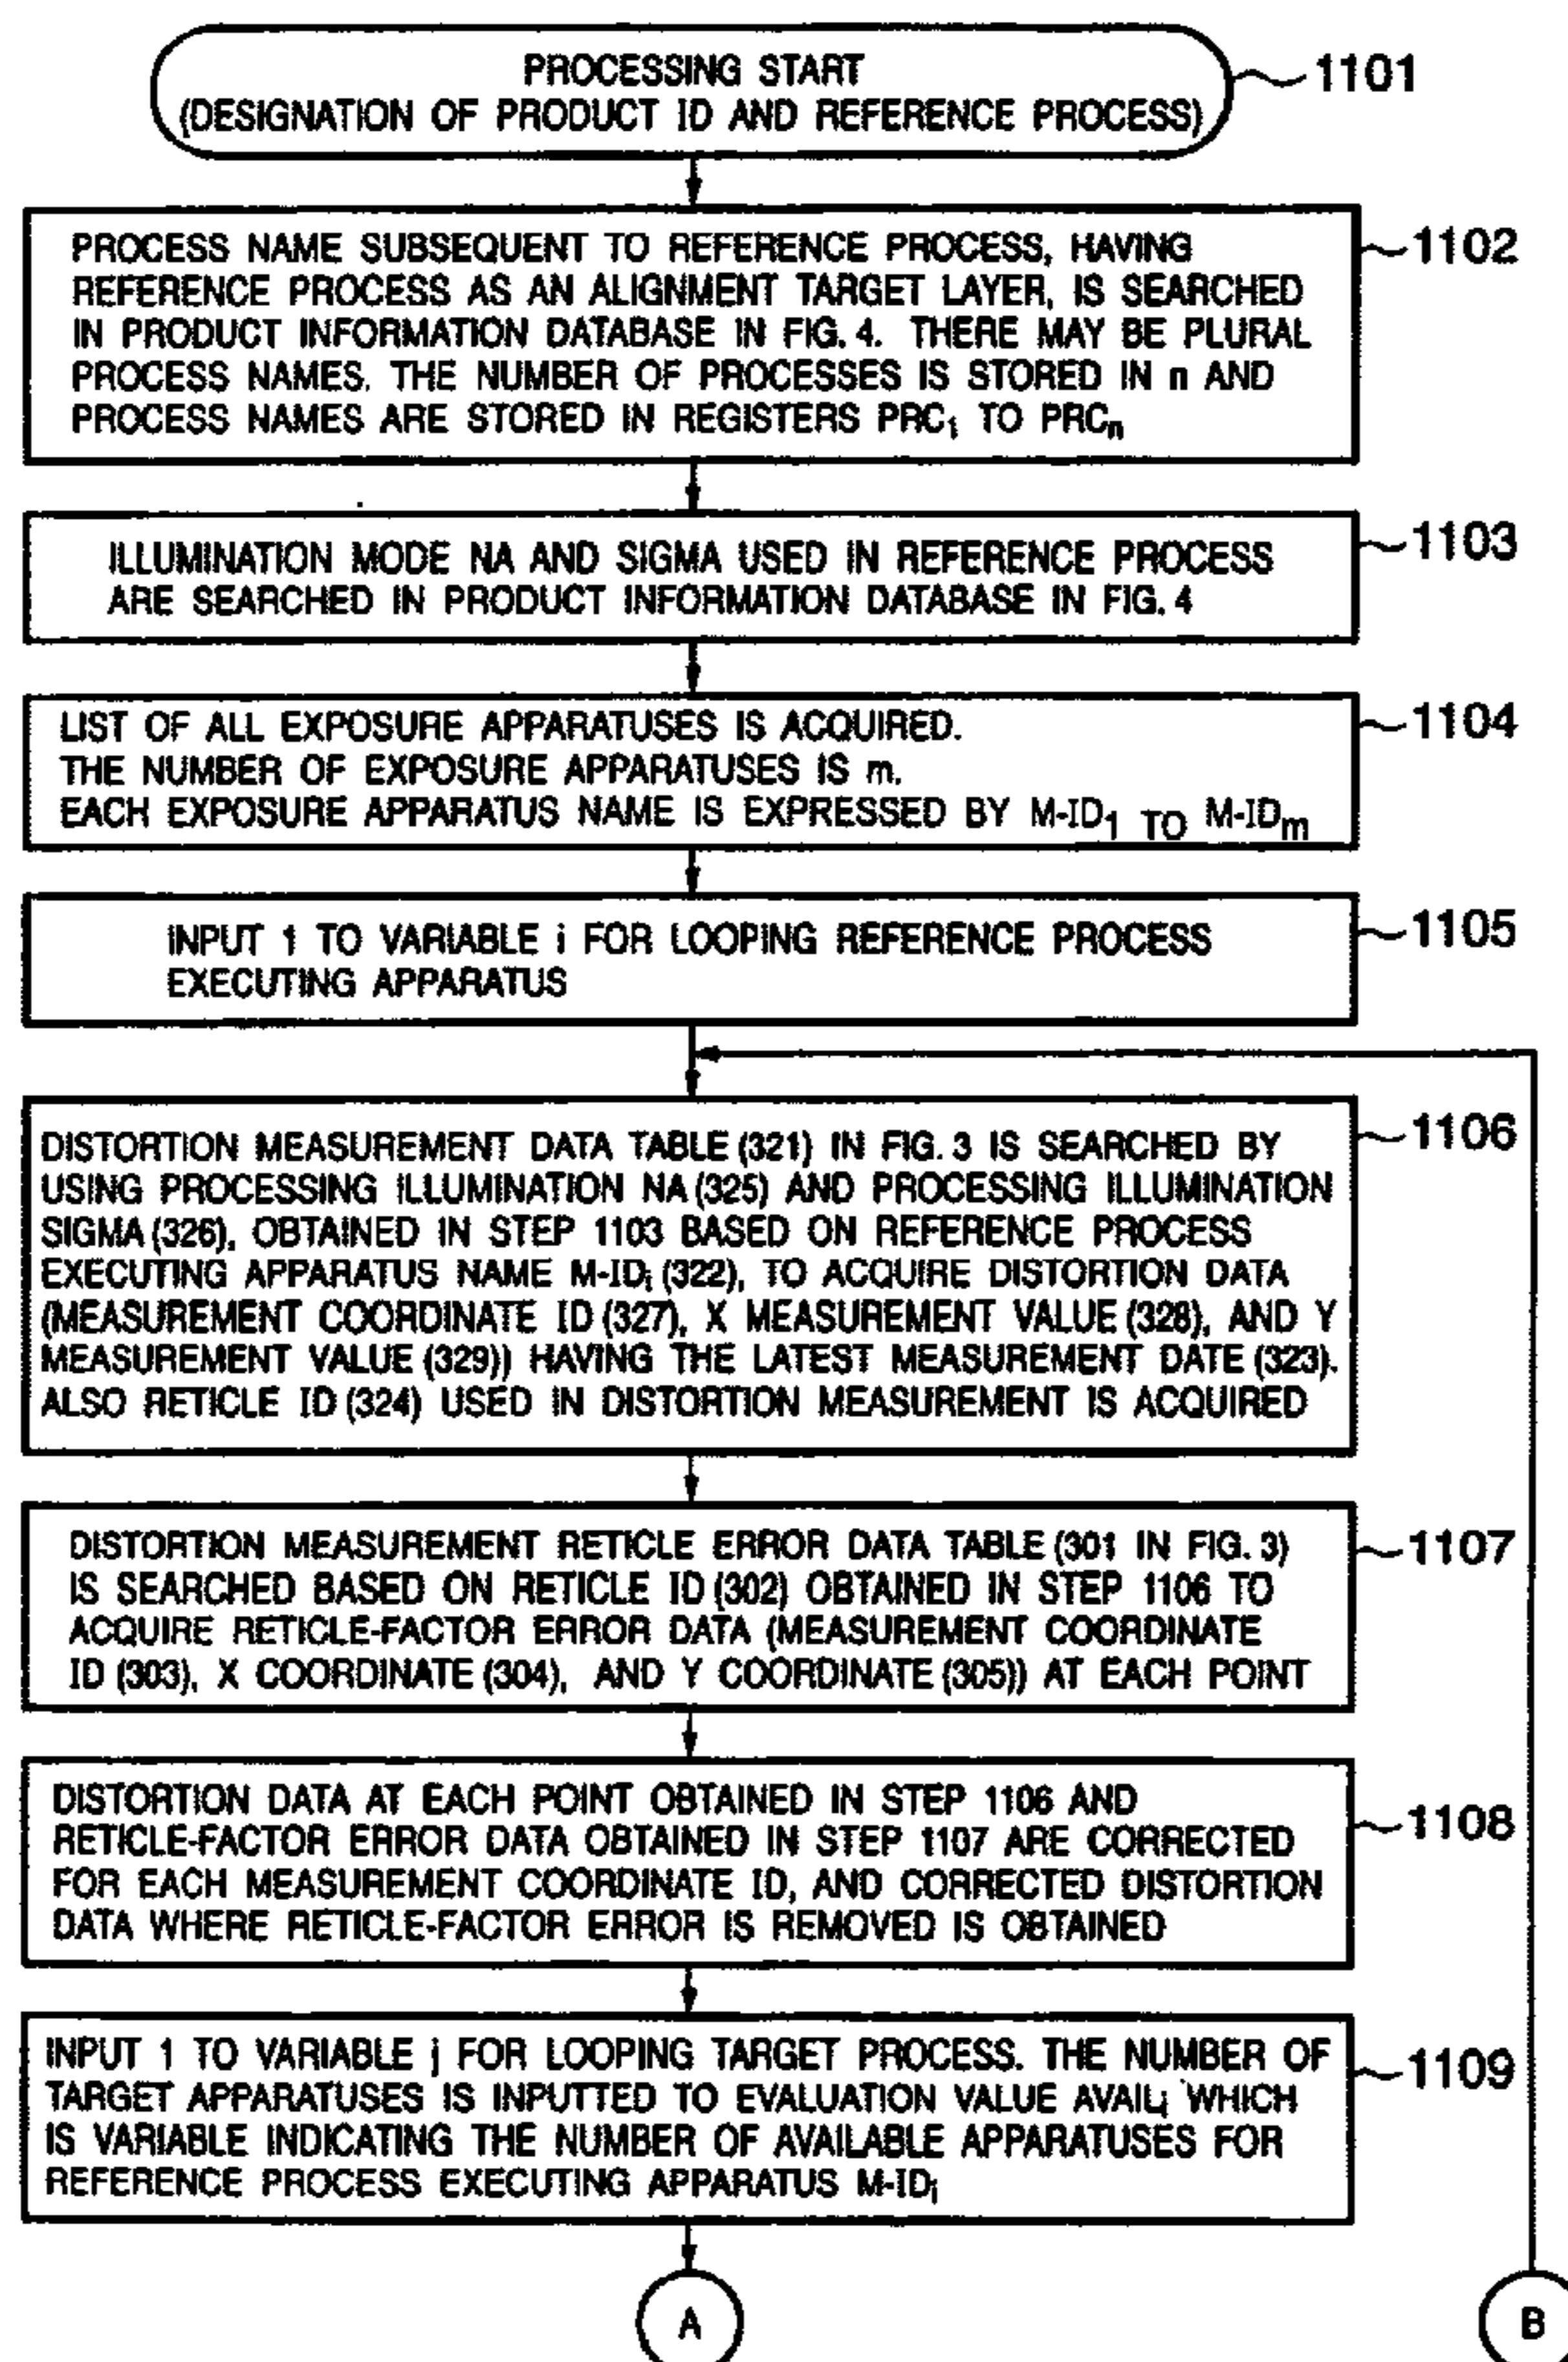 PROCESSING START
(DESIGNATION OF PRODUCT ID AND REFERENCE PROCESS)
1101
PROCESS NAME SUBSEQUENT TO REFERENCE PROCESS, HAVING
REFERENCE PROCESS AS AN ALIGNMENT TARGET LAYER, IS SEARCHED
IN PRODUCT INFORMATION DATABASE IN FIG. 4. THERE MAY BE PLURAL
PROCESS NAMES. THE NUMBER OF PROCESSES IS STORED IN n AND
PROCESS NAMES ARE STORED IN REGISTERS PRC₁ TO PRCₙ
1102
ILLUMINATION MODE NA AND SIGMA USED IN REFERENCE PROCESS
ARE SEARCHED IN PRODUCT INFORMATION DATABASE IN FIG. 4
1103
LIST OF ALL EXPOSURE APPARATUSES IS ACQUIRED.
THE NUMBER OF EXPOSURE APPARATUSES IS m.
EACH EXPOSURE APPARATUS NAME IS EXPRESSED BY M-ID₁ TO M-IDₘ
1104
INPUT 1 TO VARIABLE i FOR LOOPING REFERENCE PROCESS
EXECUTING APPARATUS
1105
DISTORTION MEASUREMENT DATA TABLE (321) IN FIG. 3 IS SEARCHED BY
USING PROCESSING ILLUMINATION NA (325) AND PROCESSING ILLUMINATION
SIGMA (326), OBTAINED IN STEP 1103 BASED ON REFERENCE PROCESS
EXECUTING APPARATUS NAME M-IDᵢ (322), TO ACQUIRE DISTORTION DATA
(MEASUREMENT COORDINATE ID (327), X MEASUREMENT VALUE (328), AND Y
MEASUREMENT VALUE (329)) HAVING THE LATEST MEASUREMENT DATE (323).
ALSO RETICLE ID (324) USED IN DISTORTION MEASUREMENT IS ACQUIRED
1106
DISTORTION MEASUREMENT RETICLE ERROR DATA TABLE (301 IN FIG. 3)
IS SEARCHED BASED ON RETICLE ID (302) OBTAINED IN STEP 1106 TO
ACQUIRE RETICLE-FACTOR ERROR DATA (MEASUREMENT COORDINATE
ID (303), X COORDINATE (304), AND Y COORDINATE (305)) AT EACH POINT
1107
DISTORTION DATA AT EACH POINT OBTAINED IN STEP 1106 AND
RETICLE-FACTOR ERROR DATA OBTAINED IN STEP 1107 ARE CORRECTED
FOR EACH MEASUREMENT COORDINATE ID, AND CORRECTED DISTORTION
DATA WHERE RETICLE-FACTOR ERROR IS REMOVED IS OBTAINED
1108
INPUT 1 TO VARIABLE j FOR LOOPING TARGET PROCESS. THE NUMBER OF
TARGET APPARATUSES IS INPUTTED TO EVALUATION VALUE AVAILᵢ WHICH
IS VARIABLE INDICATING THE NUMBER OF AVAILABLE APPARATUSES FOR
REFERENCE PROCESS EXECUTING APPARATUS M-IDᵢ
1109
A
B